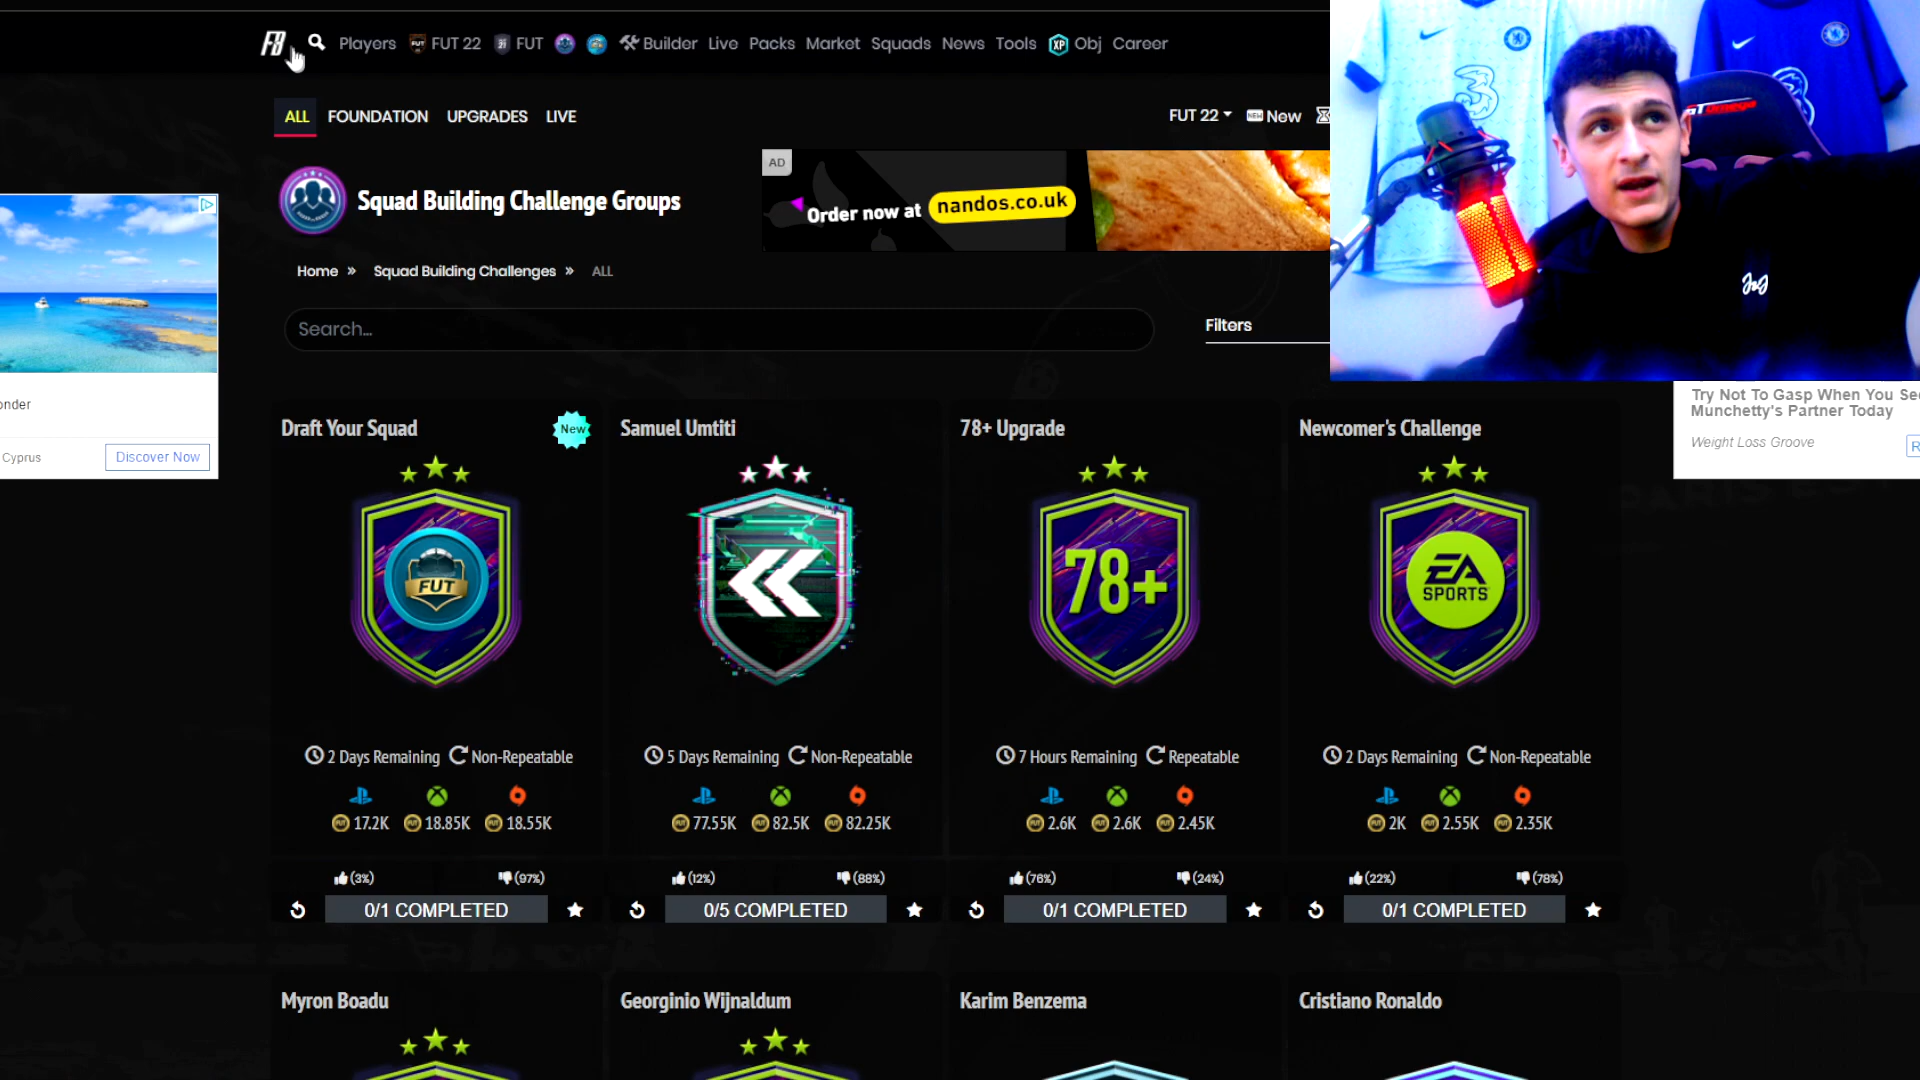 FB Players FUT 22 FUT Builder Live Packs Market Squads News Tools XP Obj Career
ALL FOUNDATION UPGRADES LIVE
FUT 22 New
AD
Squad Building Challenge Groups
Order now at nandos.co.uk
Home » Squad Building Challenges » ALL
Search...
Filters
3
onder
Cyprus
Discover Now
Try Not To Gasp When You
Munchetty's Partner Today
Weight Loss Groove
Draft Your Squad New
Samuel Umtiti
78+ Upgrade
Newcomer's Challenge
FUT
78+
EA
SPORTS
2 Days Remaining Non-Repeatable
5 Days Remaining Non-Repeatable
7 Hours Remaining Repeatable
2 Days Remaining Non-Repeatable
17.2K 18.85K 18.55K
77.55K 82.5K 82.25K
2.6K 2.6K 2.45K
2K 2.55K 2.35K
(3%) (97%)
(12%) (88%)
(76%) (24%)
(22%) (78%)
0/1 COMPLETED
0/5 COMPLETED
0/1 COMPLETED
0/1 COMPLETED
Myron Boadu
Georginio Wijnaldum
Karim Benzema
Cristiano Ronaldo